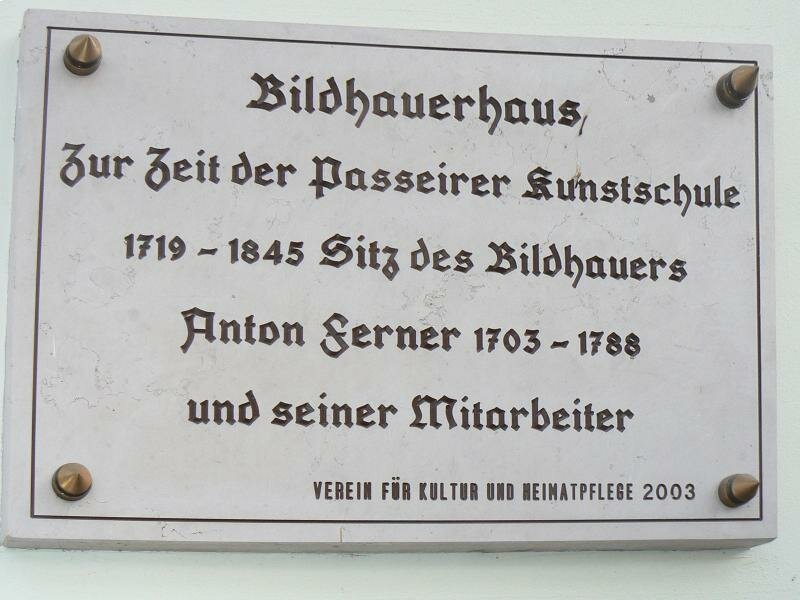 Bildhauerhaus,
Zur Zeit der Passeirer Kunstschule
1719 – 1845 Sitz des Bildhauers
Anton Ferner 1703 – 1788
und seiner Mitarbeiter
VEREIN FÜR KULTUR UND HEIMATPFLEGE 2003